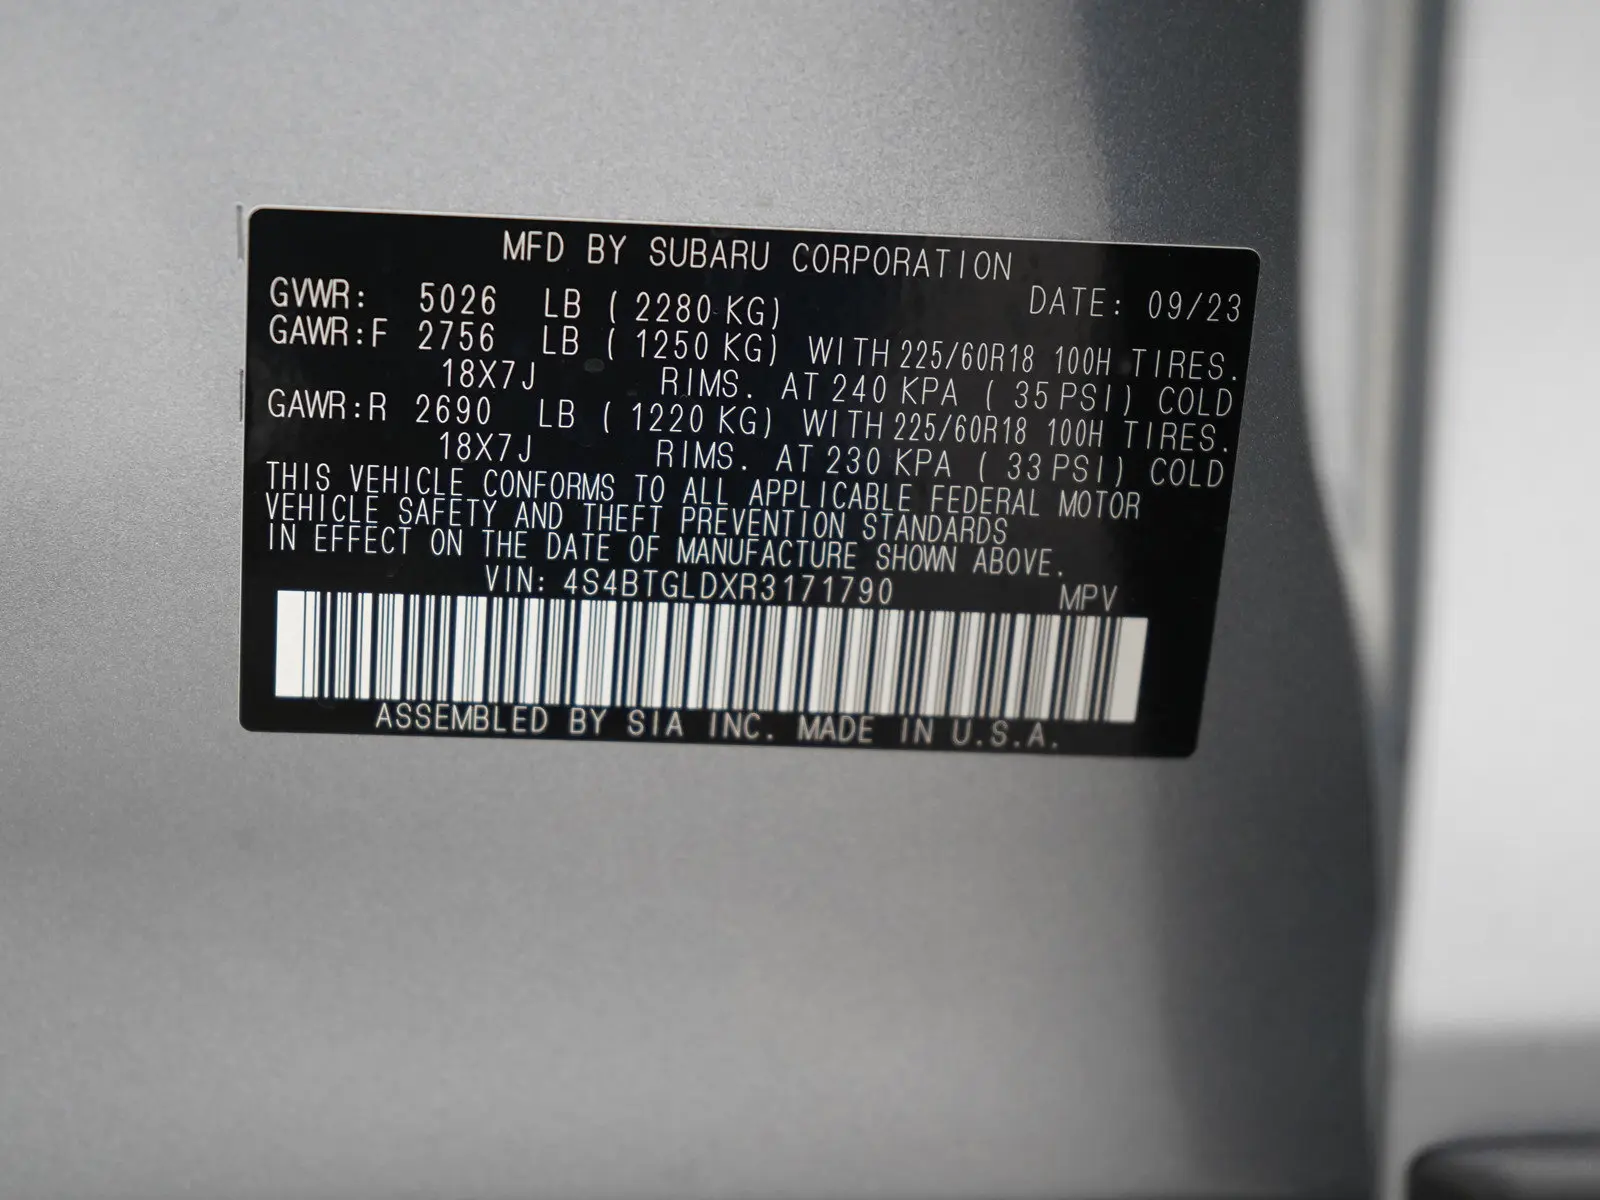 MFD BY SUBARU CORPORATION
GVWR: 5026 LB ( 2280 KG) DATE: 09/23
GAWR:F 2756 LB ( 1250 KG) WITH 225/60R18 100H TIRES.
18X7J RIMS. AT 240 KPA ( 35 PSI) COLD
GAWR:R 2690 LB ( 1220 KG) WITH 225/60R18 100H TIRES.
18X7J RIMS. AT 230 KPA ( 33 PSI) COLD
THIS VEHICLE CONFORMS TO ALL APPLICABLE FEDERAL MOTOR
VEHICLE SAFETY AND THEFT PREVENTION STANDARDS
IN EFFECT ON THE DATE OF MANUFACTURE SHOWN ABOVE.
VIN: 4S4BTGLDXR3171790 MPV
ASSEMBLED BY SIA INC. MADE IN U.S.A.